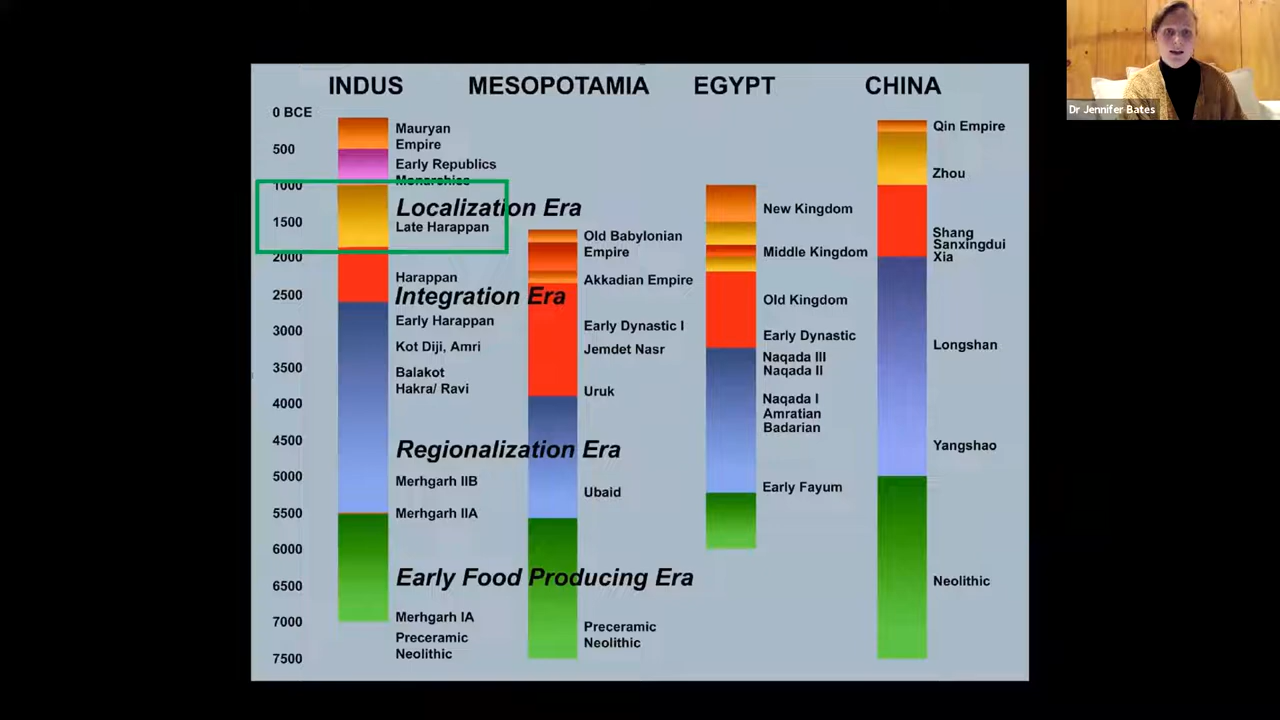 INDUS MESOPOTAMIA EGYPT CHINA
0 BCE
500
1000
1500
2000
2500
3000
3500
4000
4500
5000
5500
6000
6500
7000
7500
Mauryan
Empire
Early Republics
Monarchies
Localization Era
Late Harappan
Harappan
Integration Era
Early Harappan
Kot Diji, Amri
Balakot
Hakra/ Ravi
Regionalization Era
Merhgarh IIB
Merhgarh IIA
Early Food Producing Era
Merhgarh IA
Preceramic
Neolithic
Old Babylonian
Empire
Akkadian Empire
Early Dynastic I
Jemdet Nasr
Uruk
Ubaid
Preceramic
Neolithic
New Kingdom
Middle Kingdom
Old Kingdom
Early Dynastic
Naqada III
Naqada II
Naqada I
Amratian
Badarian
Early Fayum
Qin Empire
Zhou
Shang
Sanxingdui
Xia
Longshan
Yangshao
Neolithic
Dr Jennifer Bates